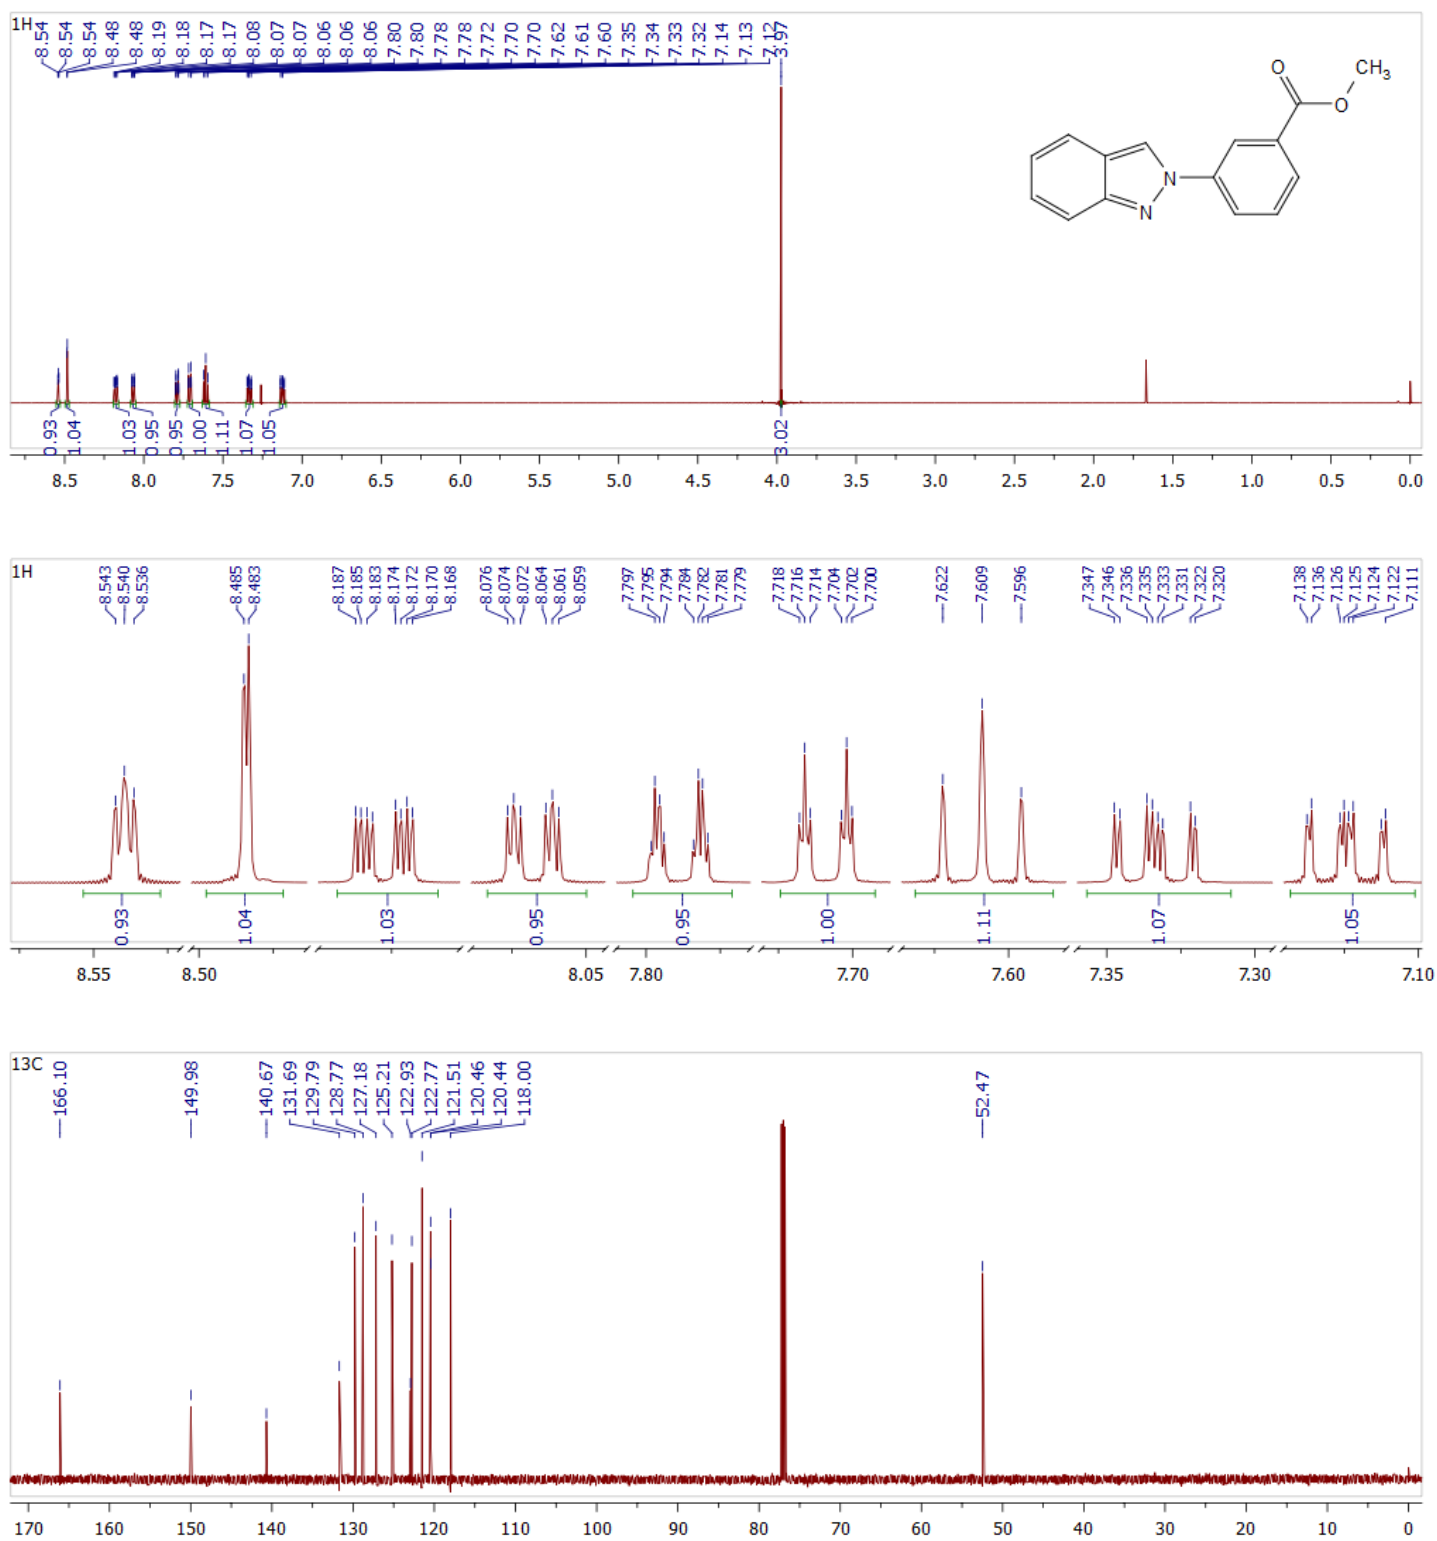 1H
8.54 8.54 8.54 8.48 8.48 8.19 8.18 8.17 8.17 8.08 8.07 8.07 8.06 8.06 8.06 7.80 7.80 7.78 7.78 7.72 7.70 7.70 7.62 7.61 7.60 7.35 7.34 7.33 7.32 7.14 7.13 7.12 3.97
O
CH3
O
N
N
0.93 1.04 1.03 0.95 0.95 1.00 1.11 1.07 1.05 3.02
8.5 8.0 7.5 7.0 6.5 6.0 5.5 5.0 4.5 4.0 3.5 3.0 2.5 2.0 1.5 1.0 0.5 0.0
1H
8.543 8.540 8.536 8.485 8.483 8.187 8.185 8.183 8.174 8.172 8.170 8.168 8.076 8.074 8.072 8.064 8.061 8.059 7.797 7.795 7.794 7.784 7.782 7.781 7.779 7.718 7.716 7.714 7.704 7.702 7.700 7.622 7.609 7.596 7.347 7.346 7.336 7.335 7.333 7.331 7.322 7.320 7.138 7.136 7.126 7.125 7.124 7.122 7.111
0.93 1.04 1.03 0.95 0.95 1.00 1.11 1.07 1.05
8.55 8.50 8.05 7.80 7.70 7.60 7.35 7.30 7.10
13C
166.10 149.98 140.67 131.69 129.79 128.77 127.18 125.21 122.93 122.77 121.51 120.46 120.44 118.00 52.47
170 160 150 140 130 120 110 100 90 80 70 60 50 40 30 20 10 0